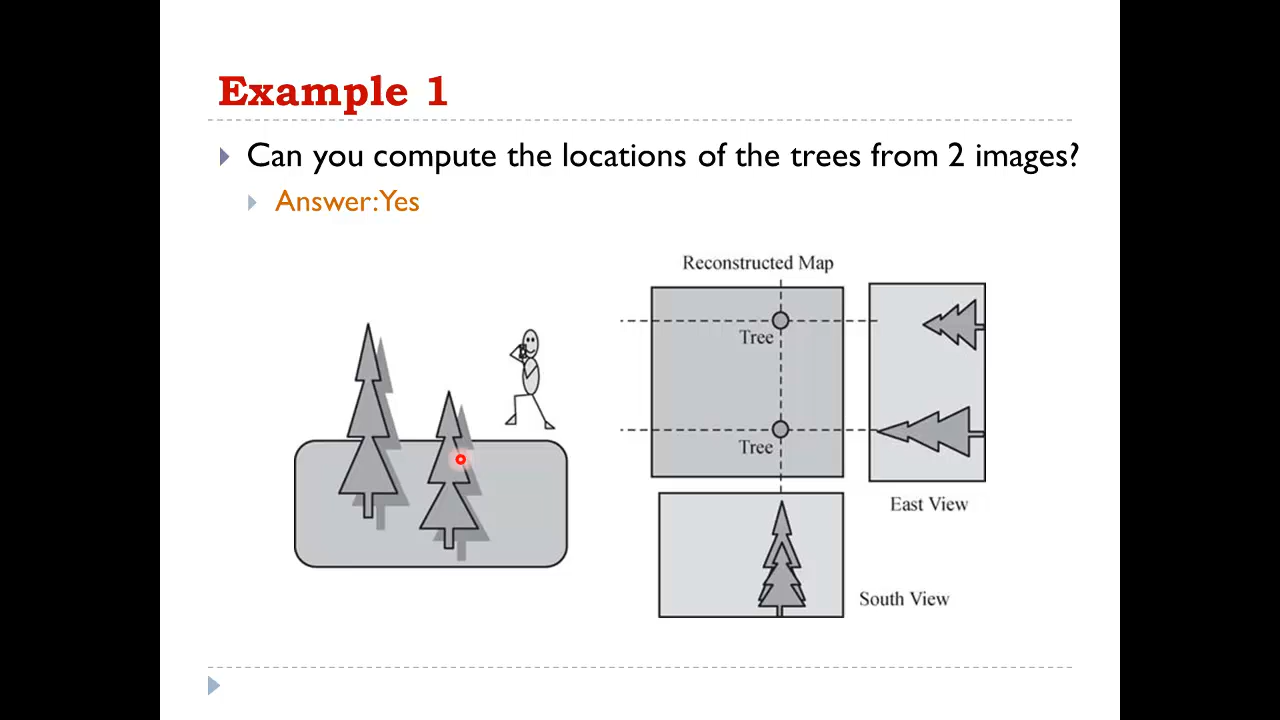 Example 1
Can you compute the locations of the trees from 2 images?
Answer:Yes
Reconstructed Map
Tree
Tree
East View
South View